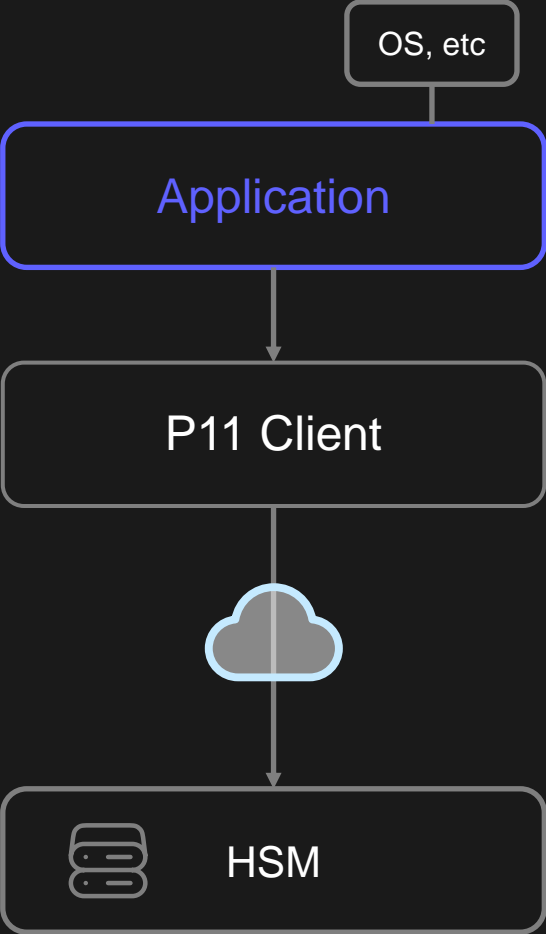 OS, etc
Application
P11 Client
HSM